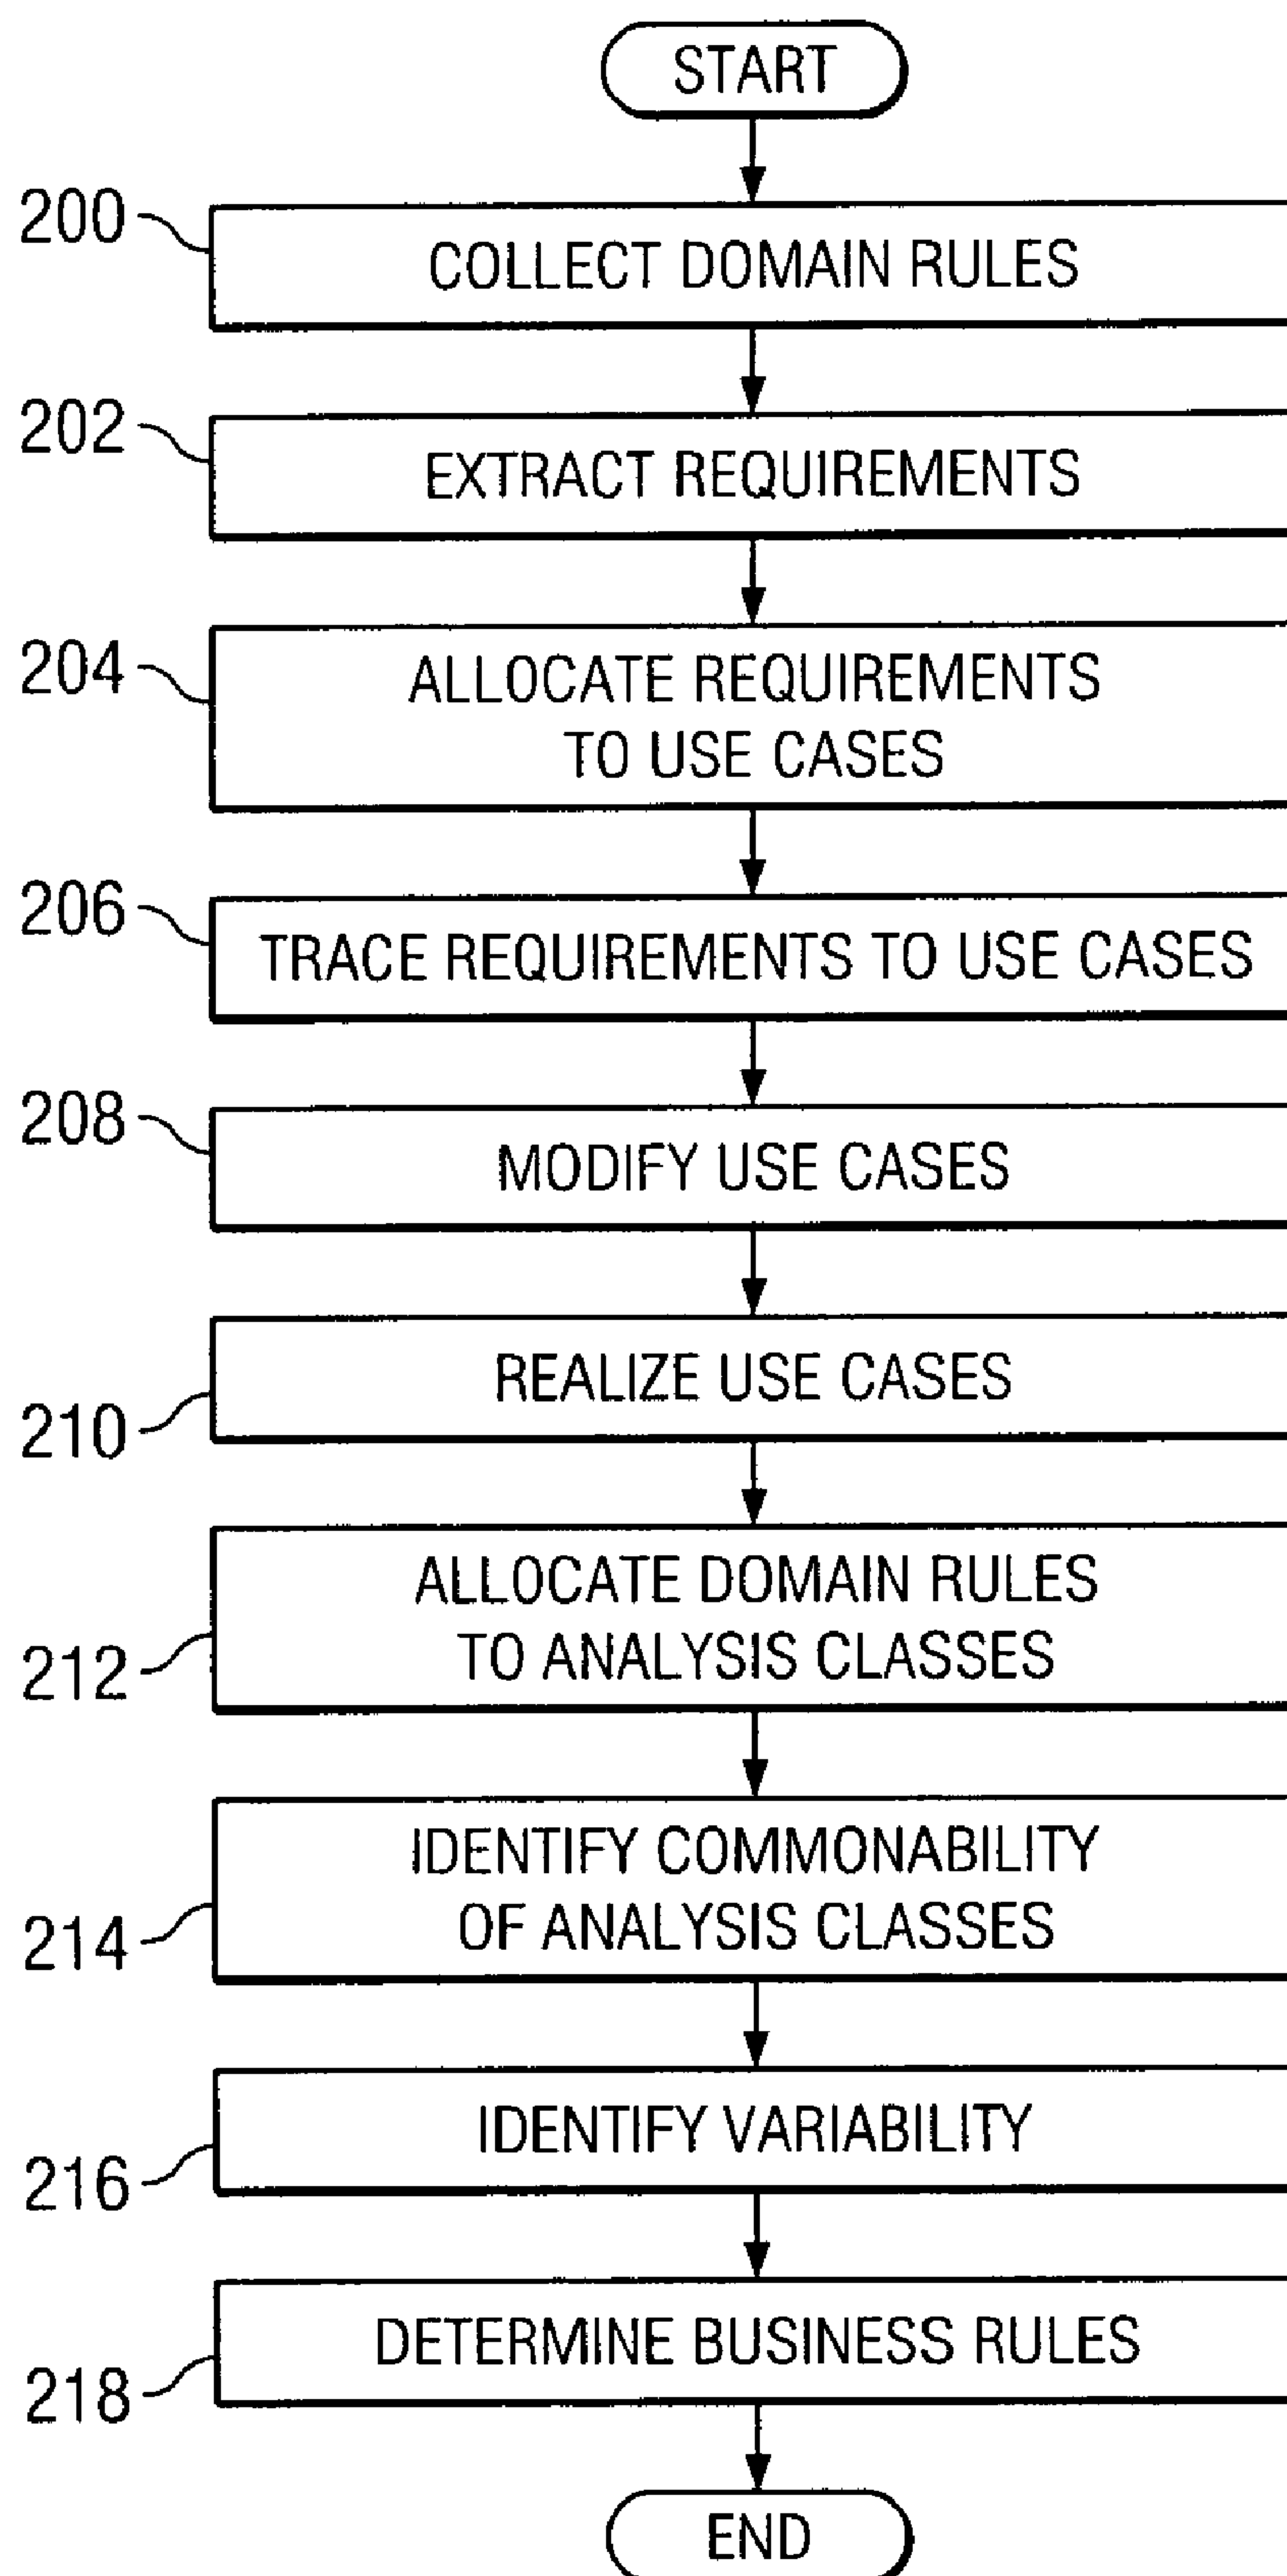 START
200
COLLECT DOMAIN RULES
202
EXTRACT REQUIREMENTS
204
ALLOCATE REQUIREMENTS
TO USE CASES
206
TRACE REQUIREMENTS TO USE CASES
208
MODIFY USE CASES
REALIZE USE CASES
210
ALLOCATE DOMAIN RULES
TO ANALYSIS CLASSES
212
IDENTIFY COMMONABILITY
OF ANALYSIS CLASSES
214
IDENTIFY VARIABILITY
216
DETERMINE BUSINESS RULES
218
END